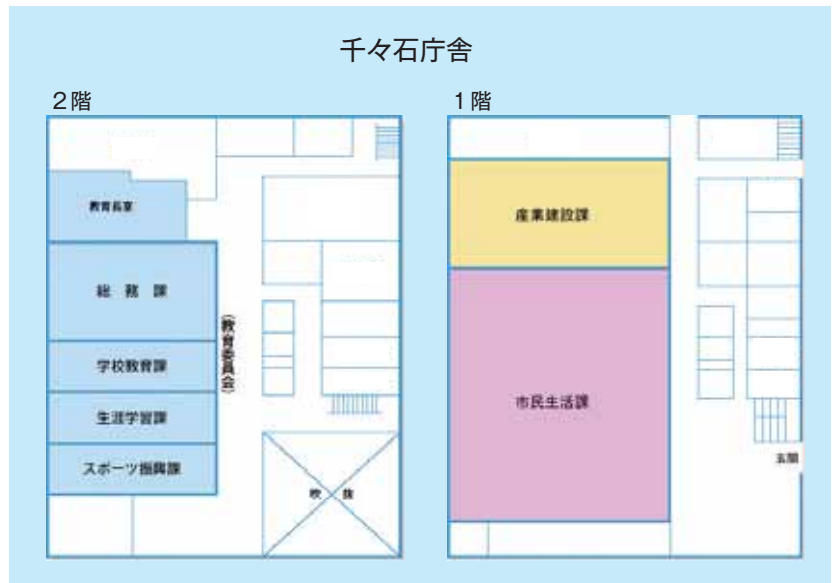 千々石庁舎
2階
教育長室
総務課
学校教育課
生涯学習課
スポーツ振興課
（教育委員会）
吹抜
1階
産業建設課
市民生活課
玄関